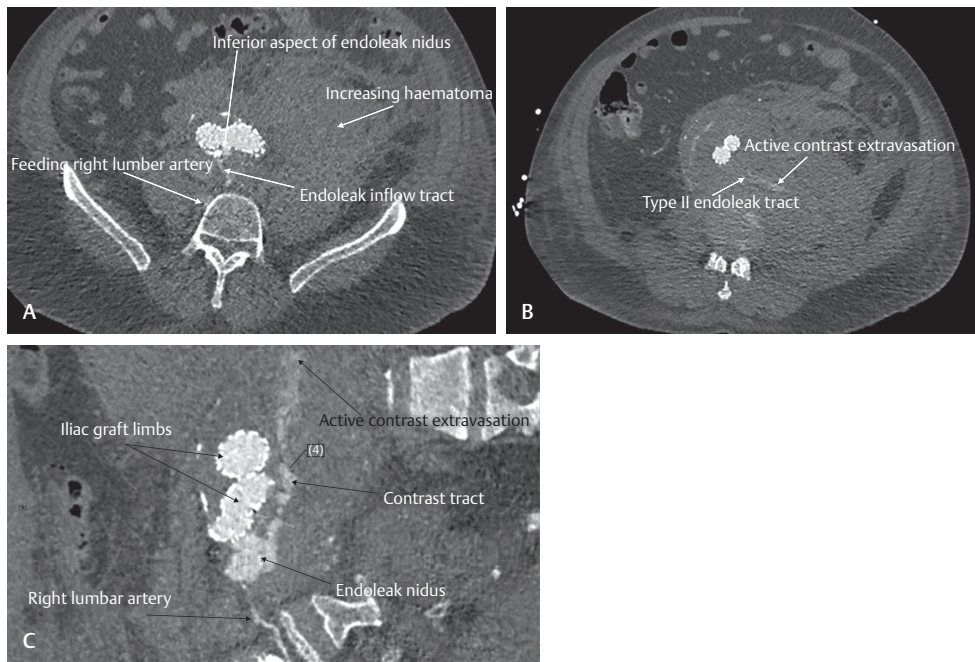 Inferior aspect of endoleak nidus
Increasing haematoma
Feeding right lumber artery
Endoleak inflow tract
A
Active contrast extravasation
Type II endoleak tract
B
Active contrast extravasation
Iliac graft limbs
(4)
Contrast tract
Endoleak nidus
Right lumbar artery
C